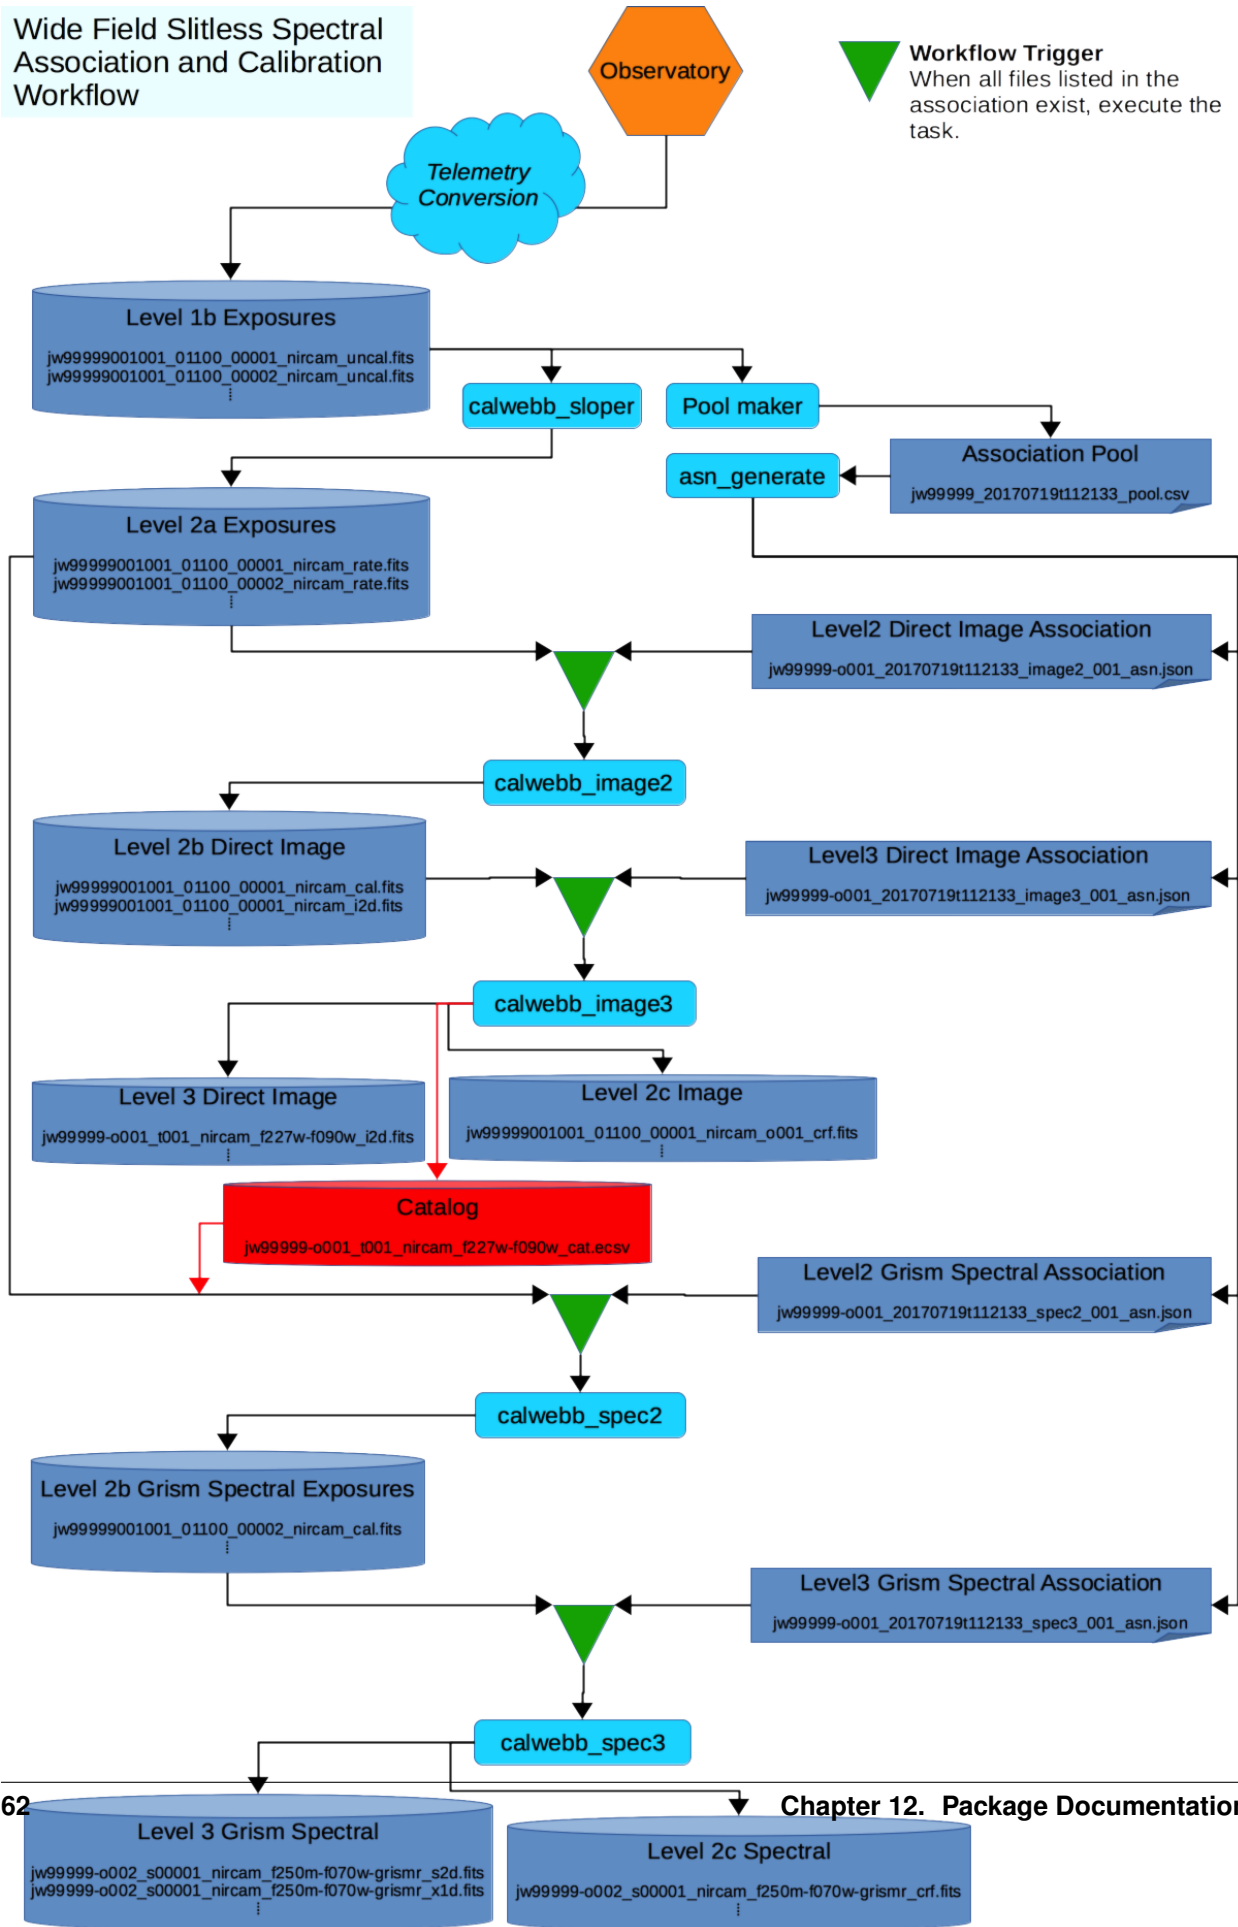 Wide Field Slitless Spectral
Association and Calibration
Workflow
Observatory
Workflow Trigger
When all files listed in the
association exist, execute the
task.
Telemetry
Conversion
Level 1b Exposures
jw99999001001_01100_00001_nircam_uncal.fits
jw99999001001_01100_00002_nircam_uncal.fits
⋮
calwebb_sloper
Pool maker
Association Pool
jw99999_20170719t112133_pool.csv
asn_generate
Level 2a Exposures
jw99999001001_01100_00001_nircam_rate.fits
jw99999001001_01100_00002_nircam_rate.fits
⋮
Level2 Direct Image Association
jw99999-o001_20170719t112133_image2_001_asn.json
calwebb_image2
Level 2b Direct Image
jw99999001001_01100_00001_nircam_cal.fits
jw99999001001_01100_00001_nircam_i2d.fits
⋮
Level3 Direct Image Association
jw99999-o001_20170719t112133_image3_001_asn.json
calwebb_image3
Level 3 Direct Image
jw99999-o001_t001_nircam_f227w-f090w_i2d.fits
⋮
Level 2c Image
jw99999001001_01100_00001_nircam_o001_crf.fits
⋮
Catalog
jw99999-o001_t001_nircam_f227w-f090w_cat.ecsv
Level2 Grism Spectral Association
jw99999-o001_20170719t112133_spec2_001_asn.json
calwebb_spec2
Level 2b Grism Spectral Exposures
jw99999001001_01100_00002_nircam_cal.fits
⋮
Level3 Grism Spectral Association
jw99999-o001_20170719t112133_spec3_001_asn.json
calwebb_spec3
62
Chapter 12. Package Documentation
Level 3 Grism Spectral
jw99999-o002_s00001_nircam_f250m-f070w-grismr_s2d.fits
jw99999-o002_s00001_nircam_f250m-f070w-grismr_x1d.fits
⋮
Level 2c Spectral
jw99999-o002_s00001_nircam_f250m-f070w-grismr_crf.fits
⋮